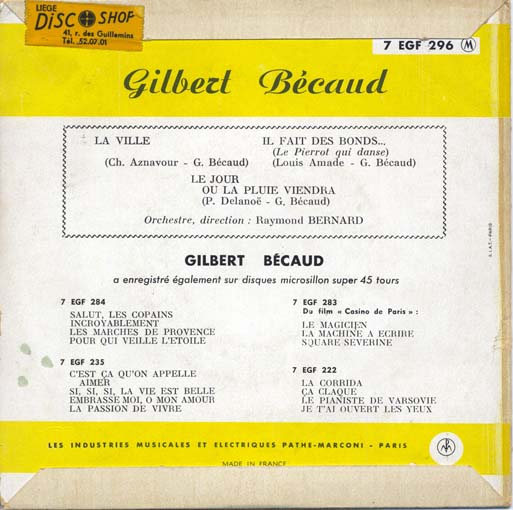 LIEGE
DiSC SHOP
41, r. des Guillemins
Tél. .52.07.01
7 EGF 296 M
Gilbert Bécaud
LA VILLE
(Ch. Aznavour - G. Bécaud)
IL FAIT DES BONDS...
(Le Pierrot qui danse)
(Louis Amade - G. Bécaud)
LE JOUR
OU LA PLUIE VIENDRA
(P. Delanoë - G. Bécaud)
Orchestre, direction : Raymond BERNARD
GILBERT BÉCAUD
a enregistré également sur disques microsillon super 45 tours
7 EGF 284
SALUT, LES COPAINS
INCROYABLEMENT
LES MARCHES DE PROVENCE
POUR QUI VEILLE L'ETOILE
7 EGF 283
Du film « Casino de Paris » :
LE MAGICIEN
LA MACHINE A ECRIRE
SQUARE SEVERINE
7 EGF 235
C'EST ÇA QU'ON APPELLE
AIMER
SI, SI, SI, LA VIE EST BELLE
EMBRASSE MOI, O MON AMOUR
LA PASSION DE VIVRE
7 EGF 222
LA CORRIDA
ÇA CLAQUE
LE PIANISTE DE VARSOVIE
JE T'AI OUVERT LES YEUX
LES INDUSTRIES MUSICALES ET ELECTRIQUES PATHE-MARCONI - PARIS
MADE IN FRANCE